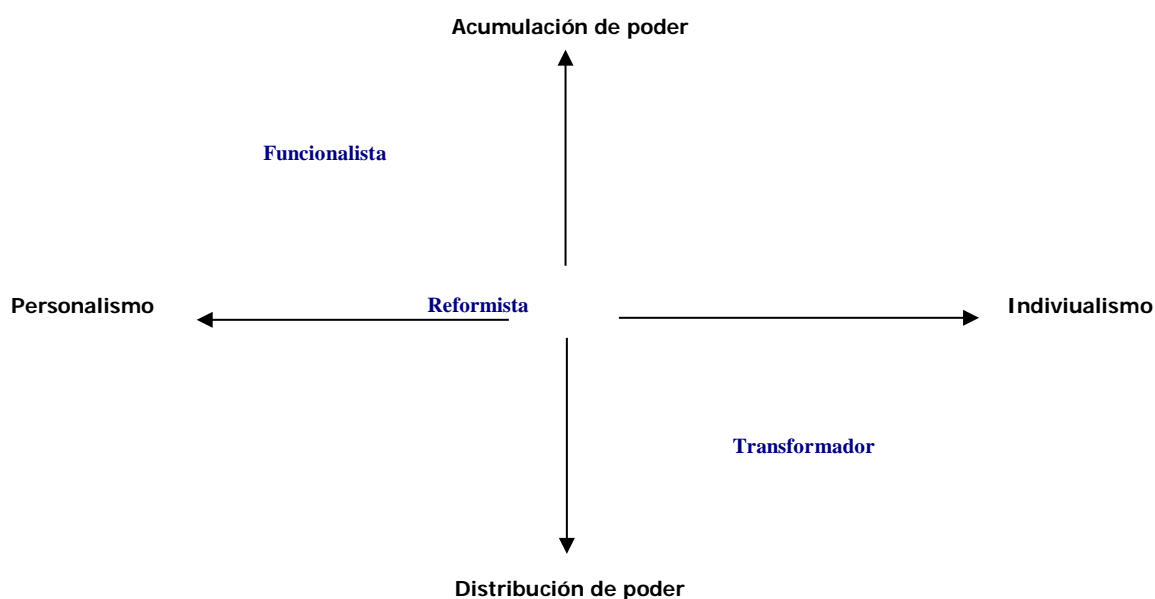 Acumulación de poder
Funcionalista
Personalismo
Reformista
Indiviualismo
Transformador
Distribución de poder